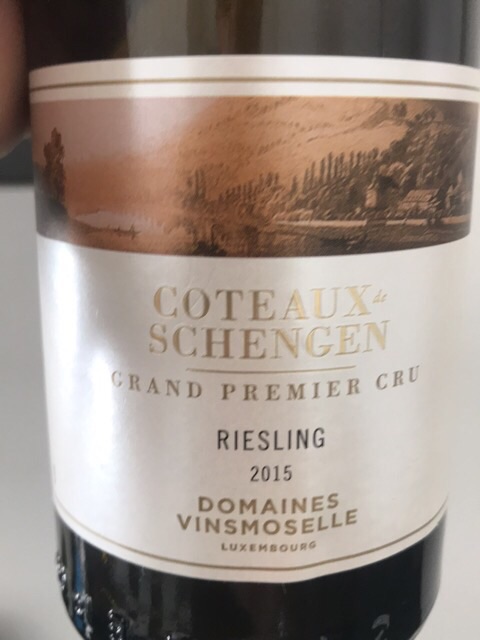 COTEAUX de
SCHENGEN
GRAND PREMIER CRU
RIESLING
2015
DOMAINES
VINSMOSELLE
LUXEMBOURG